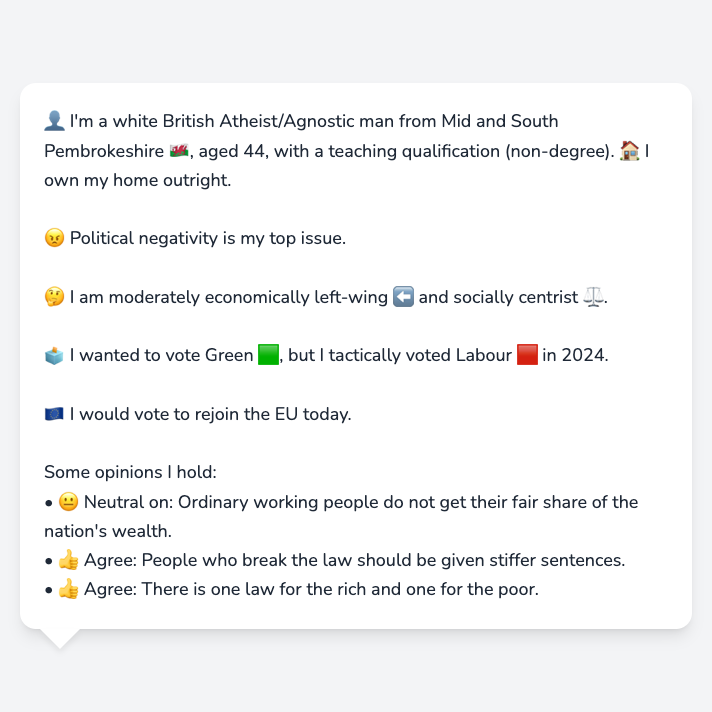 👤 I'm a white British Atheist/Agnostic man from Mid and South
Pembrokeshire 🏴󠁧󠁢󠁷󠁬󠁳󠁿, aged 44, with a teaching qualification (non-degree). 🏠 I
own my home outright.
😠 Political negativity is my top issue.
🤔 I am moderately economically left-wing ⬅️ and socially centrist ⚖️.
🗳️ I wanted to vote Green 🟩, but I tactically voted Labour 🟥 in 2024.
🇪🇺 I would vote to rejoin the EU today.
Some opinions I hold:
• 😐 Neutral on: Ordinary working people do not get their fair share of the
nation's wealth.
• 👍 Agree: People who break the law should be given stiffer sentences.
• 👍 Agree: There is one law for the rich and one for the poor.